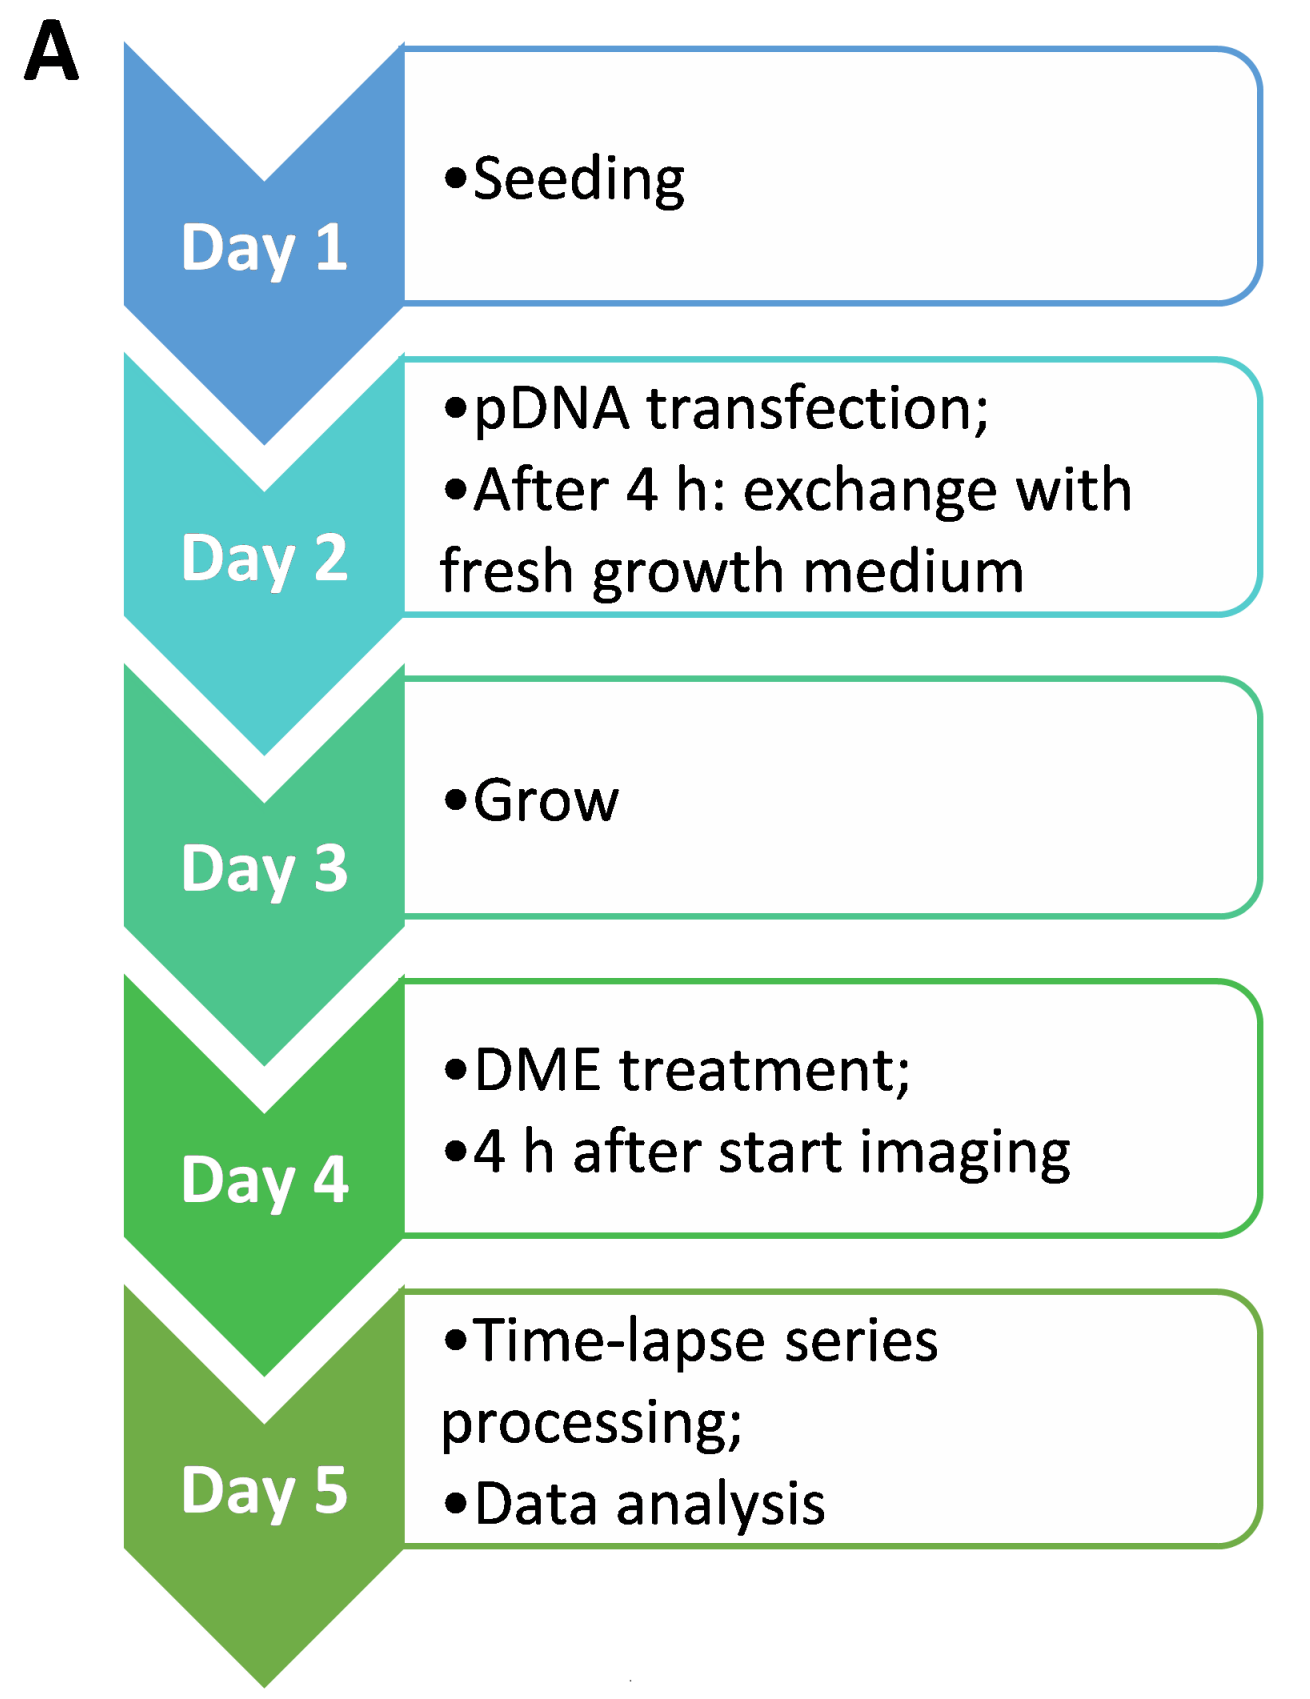 A
Day 1
•Seeding
Day 2
•pDNA transfection;
•After 4 h: exchange with
fresh growth medium
Day 3
•Grow
Day 4
•DME treatment;
•4 h after start imaging
Day 5
•Time-lapse series
processing;
•Data analysis